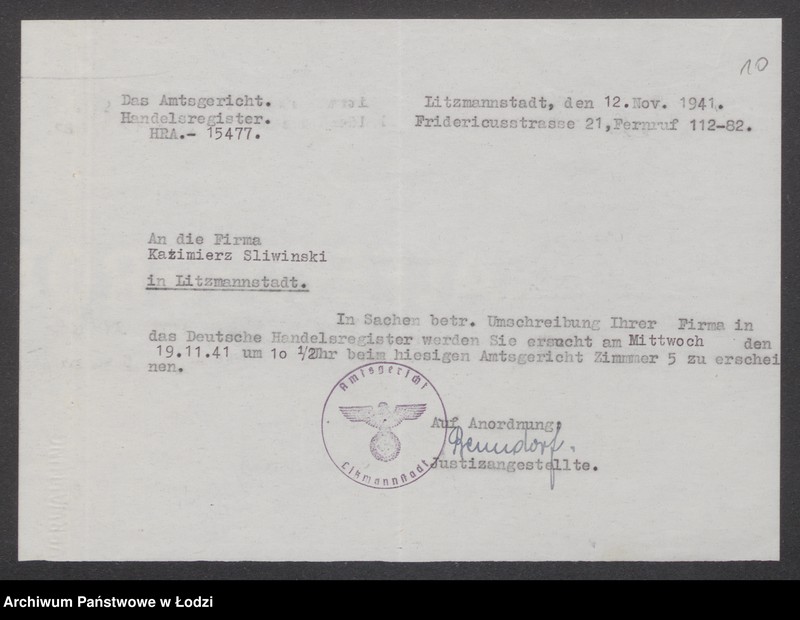 10
Das Amtsgericht.
Handelsregister.
HRA.- 15477.
Litzmannstadt, den 12.Nov. 1941.
Fridericusstrasse 21,Fernruf 112-82.
An die Firma
Kazimierz Sliwinski
in Litzmannstadt.
In Sachen betr. Umschreibung Ihrer Firma in
das Deutsche Handelsregister werden Sie ersucht am Mittwoch den
19.11.41 um 1o 1/2Uhr beim hiesigen Amtsgericht Zimmmer 5 zu erschei
nen.
Amtsgericht
Litzmannstadt
Auf Anordnung:
Benndorf.
Justizangestellte.
Archiwum Państwowe w Łodzi